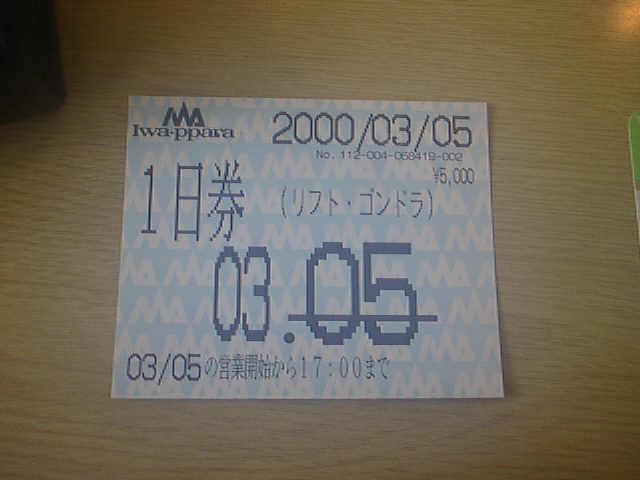 Iwa-ppara
2000/03/05
No. 112-004-068419-002
¥5,000
1日券 (リフト・ゴンドラ)
03.05
03/05の営業開始から17:00まで